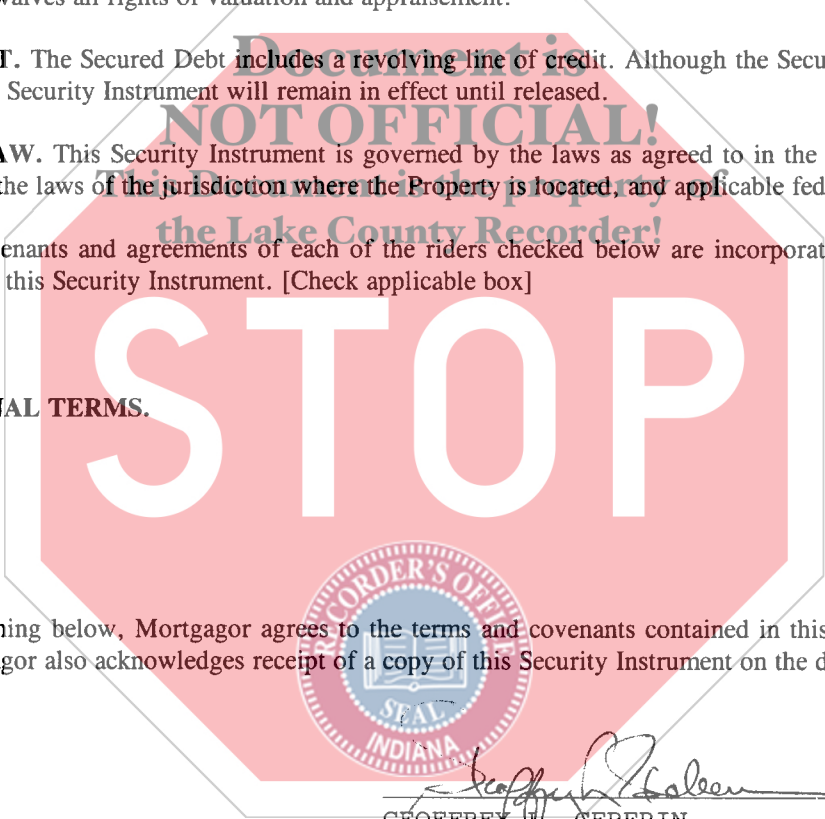 waives all rights of valuation and appraisement.
Document is
T. The Secured Debt includes a revolving line of credit. Although the Secu
Security Instrument will remain in effect until released.
NOT OFFICIAL!
AW. This Security Instrument is governed by the laws as agreed to in the
the laws of the jurisdiction where the Property is located, and applicable fed
This Document is the property of
the Lake County Recorder!
enants and agreements of each of the riders checked below are incorporat
this Security Instrument. [Check applicable box]
STOP
NAL TERMS.
RECORDER'S OFFICE
ning below, Mortgagor agrees to the terms and covenants contained in this
gor also acknowledges receipt of a copy of this Security Instrument on the d
SEAL
INDIANA
GEOFFREY L.